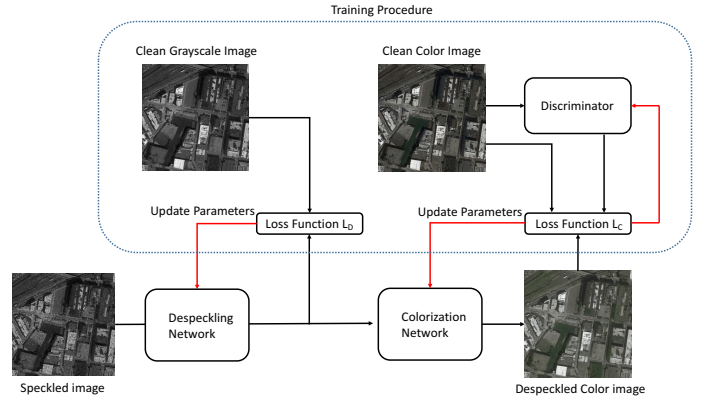 Training Procedure
Clean Grayscale Image
Clean Color Image
Discriminator
Update Parameters
Loss Function L_D
Update Parameters
Loss Function L_C
Despeckling
Network
Colorization
Network
Speckled image
Despeckled Color image